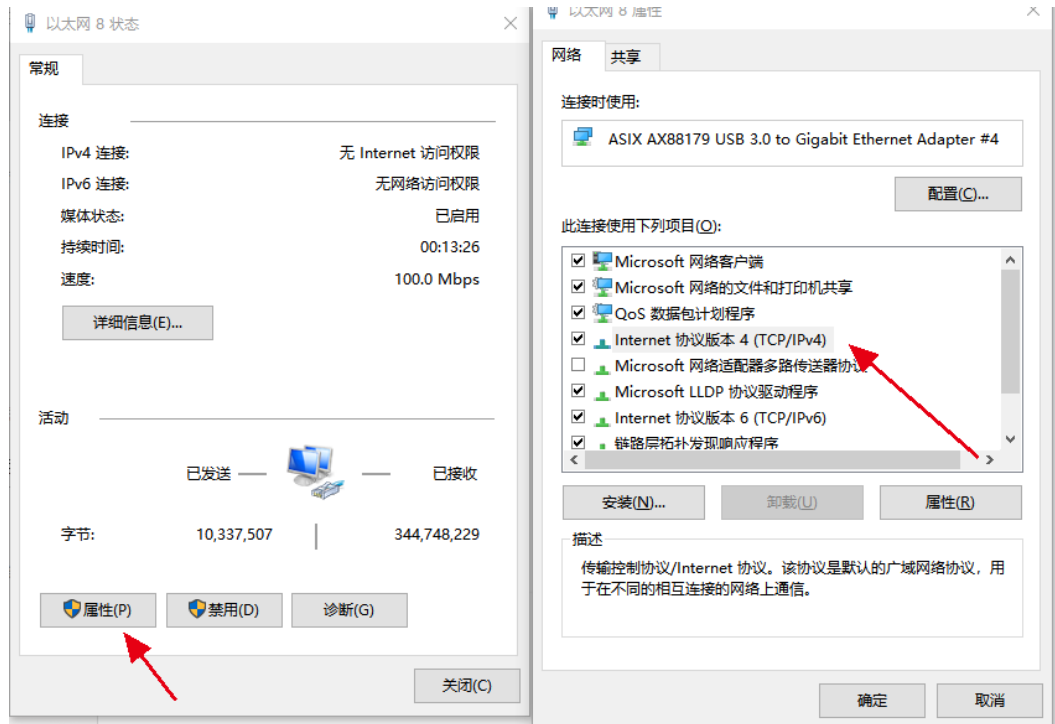 以太网 8 状态
常规
连接
IPv4 连接: 无 Internet 访问权限
IPv6 连接: 无网络访问权限
媒体状态: 已启用
持续时间: 00:13:26
速度: 100.0 Mbps
详细信息(E)...
活动
已发送 — — 已接收
字节: 10,337,507 344,748,229
属性(P) 禁用(D) 诊断(G)
关闭(C)
以太网 8 属性
网络 共享
连接时使用:
ASIX AX88179 USB 3.0 to Gigabit Ethernet Adapter #4
配置(C)...
此连接使用下列项目(O):
Microsoft 网络客户端
Microsoft 网络的文件和打印机共享
QoS 数据包计划程序
Internet 协议版本 4 (TCP/IPv4)
Microsoft 网络适配器多路传送器协议
Microsoft LLDP 协议驱动程序
Internet 协议版本 6 (TCP/IPv6)
链路层拓扑发现响应程序
安装(N)... 卸载(U) 属性(R)
描述
传输控制协议/Internet 协议。该协议是默认的广域网络协议，用
于在不同的相互连接的网络上通信。
确定 取消